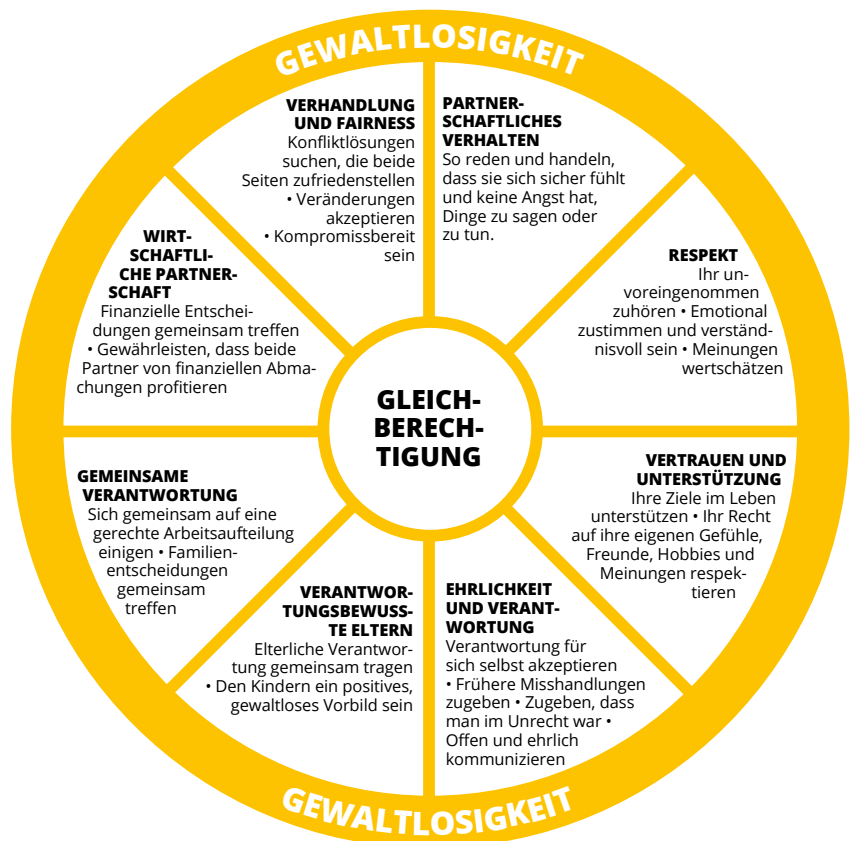 GEWALTLOSIGKEIT
VERHANDLUNG
UND FAIRNESS
Konfliktlösungen
suchen, die beide
Seiten zufriedenstellen
• Veränderungen
akzeptieren
• Kompromissbereit
sein
PARTNER-
SCHAFTLICHES
VERHALTEN
So reden und handeln,
dass sie sich sicher fühlt
und keine Angst hat,
Dinge zu sagen oder
zu tun.
WIRT-
SCHAFTLI-
CHE PARTNER-
SCHAFT
Finanzielle Entschei-
dungen gemeinsam treffen
• Gewährleisten, dass beide
Partner von finanziellen Abma-
chungen profitieren
RESPEKT
Ihr un-
voreingenommen
zuhören • Emotional
zustimmen und verständ-
nisvoll sein • Meinungen
wertschätzen
GLEICH-
BERECH-
TIGUNG
GEMEINSAME
VERANTWORTUNG
Sich gemeinsam auf eine
gerechte Arbeitsaufteilung
einigen • Familien-
entscheidungen
gemeinsam
treffen
VERTRAUEN UND
UNTERSTÜTZUNG
Ihre Ziele im Leben
unterstützen • Ihr Recht
auf ihre eigenen Gefühle,
Freunde, Hobbies und
Meinungen respek-
tieren
VERANTWOR-
TUNGSBEWUSS-
TE ELTERN
Elterliche Verantwor-
tung gemeinsam tragen
• Den Kindern ein positives,
gewaltloses Vorbild sein
EHRLICHKEIT
UND VERANT-
WORTUNG
Verantwortung für
sich selbst akzeptieren
• Frühere Misshandlungen
zugeben • Zugeben, dass
man im Unrecht war •
Offen und ehrlich
kommunizieren
GEWALTLOSIGKEIT